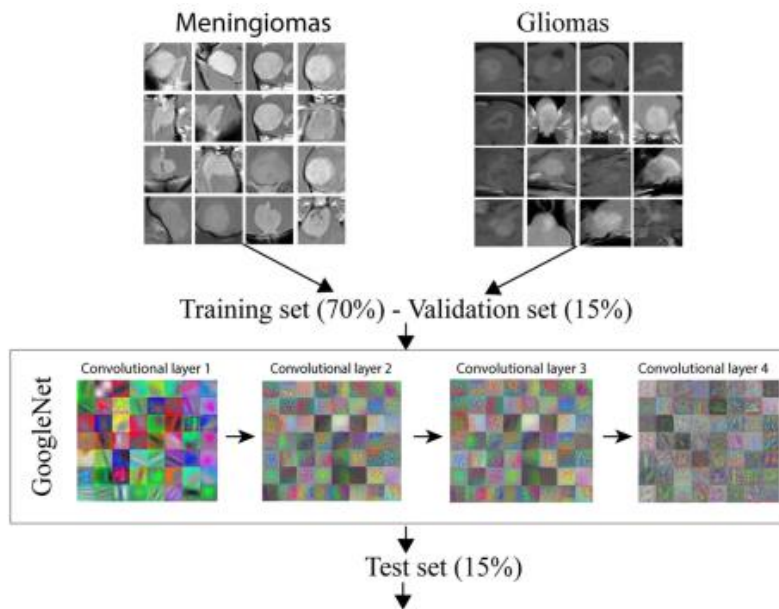 Meningiomas
Gliomas
Training set (70%) - Validation set (15%)
GoogleNet
Convolutional layer 1
Convolutional layer 2
Convolutional layer 3
Convolutional layer 4
Test set (15%)